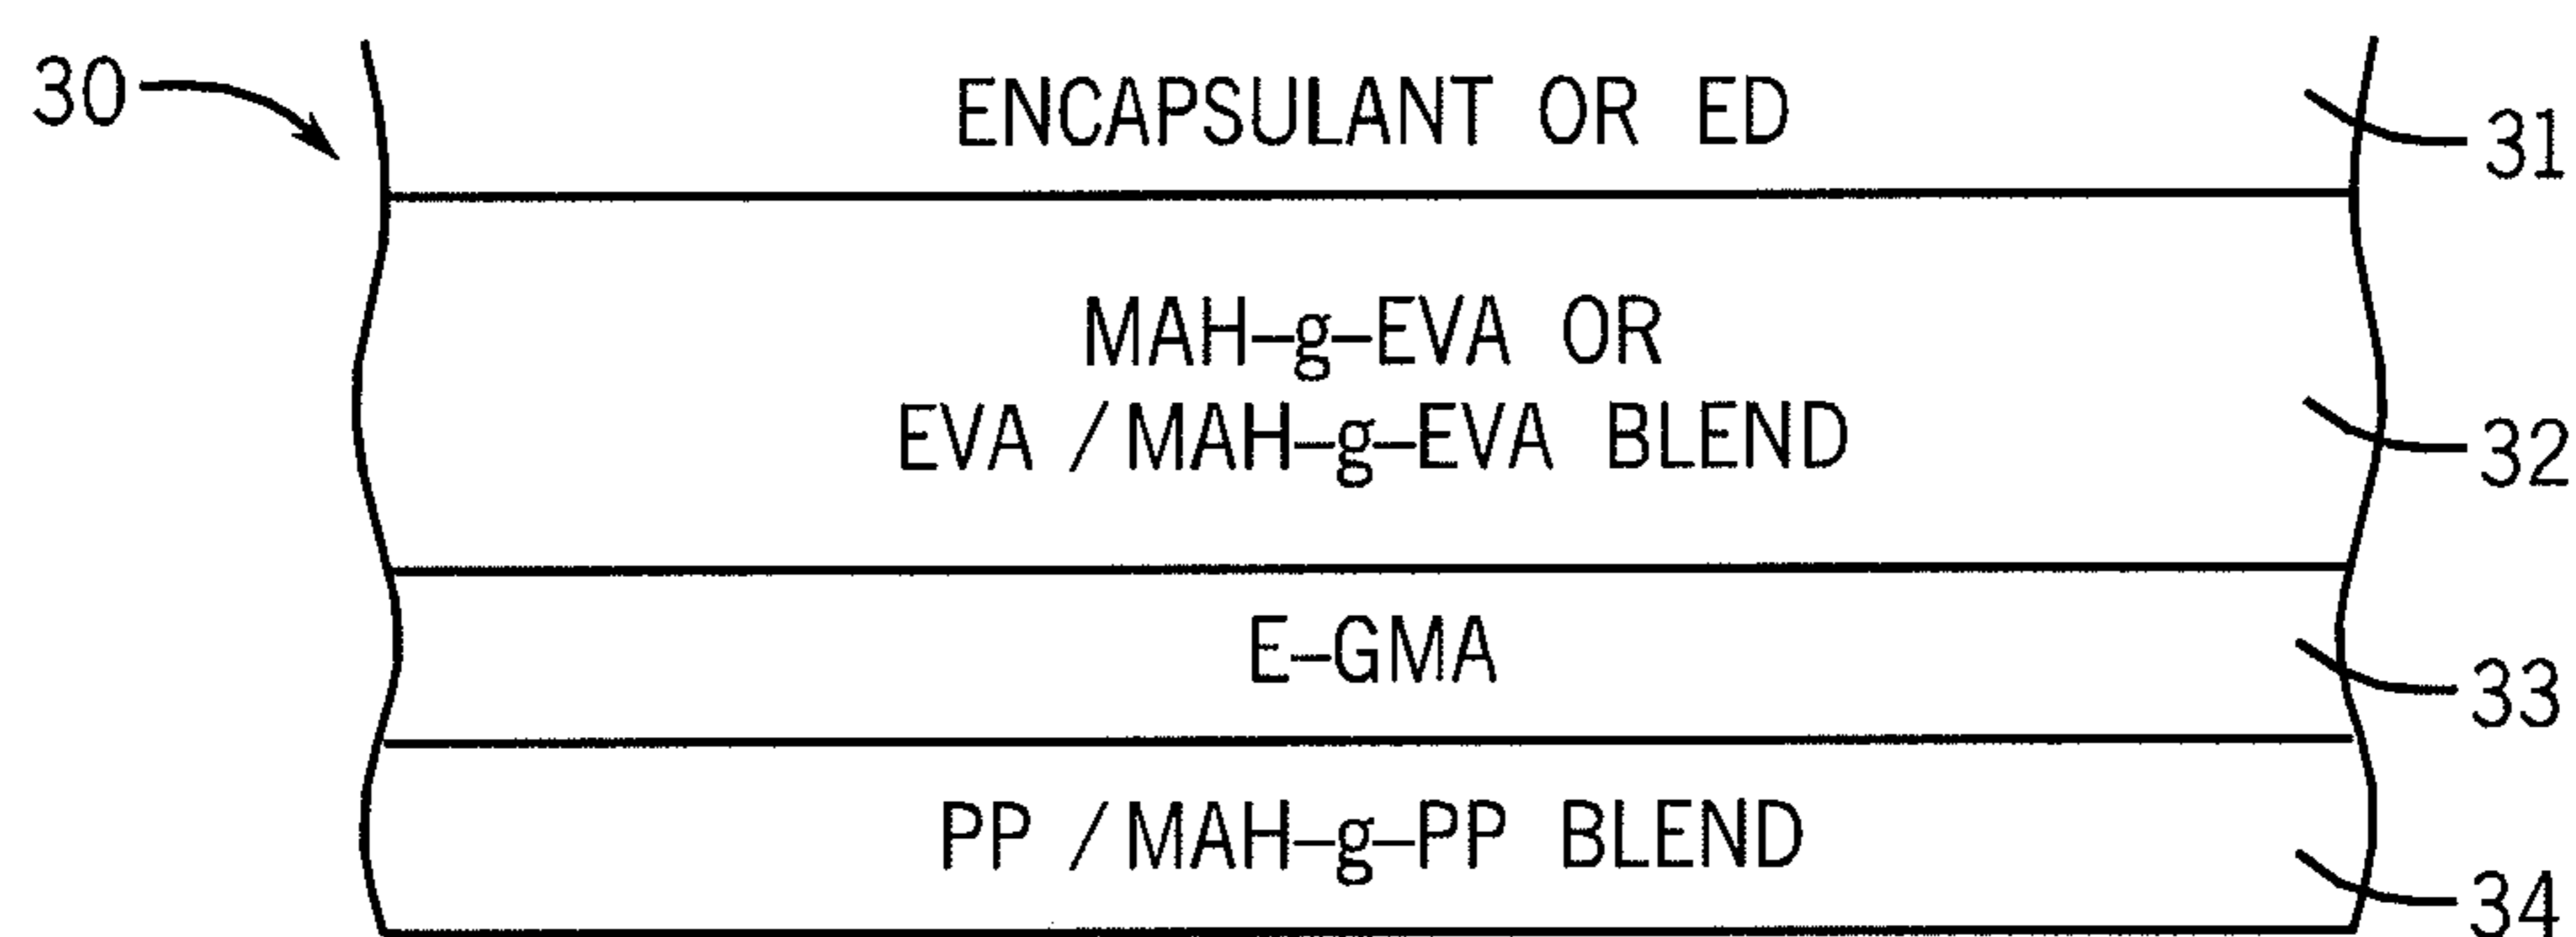 30
ENCAPSULANT OR ED
31
MAH-g-EVA OR
EVA / MAH-g-EVA BLEND
32
E-GMA
33
PP / MAH-g-PP BLEND
34